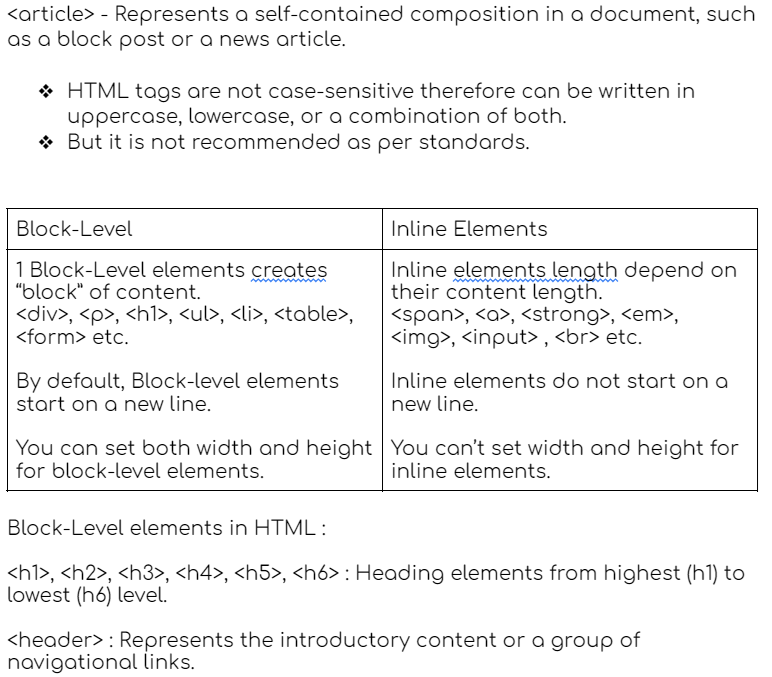 <article> - Represents a self-contained composition in a document, such
as a block post or a news article.
❖ HTML tags are not case-sensitive therefore can be written in
uppercase, lowercase, or a combination of both.
❖ But it is not recommended as per standards.
Block-Level
1 Block-Level elements creates
“block” of content.
<div>, <p>, <h1>, <ul>, <li>, <table>,
<form> etc.
By default, Block-level elements
start on a new line.
You can set both width and height
for block-level elements.
Inline Elements
Inline elements length depend on
their content length.
<span>, <a>, <strong>, <em>,
<img>, <input> , <br> etc.
Inline elements do not start on a
new line.
You can’t set width and height for
inline elements.
Block-Level elements in HTML :
<h1>, <h2>, <h3>, <h4>, <h5>, <h6> : Heading elements from highest (h1) to
lowest (h6) level.
<header> : Represents the introductory content or a group of
navigational links.